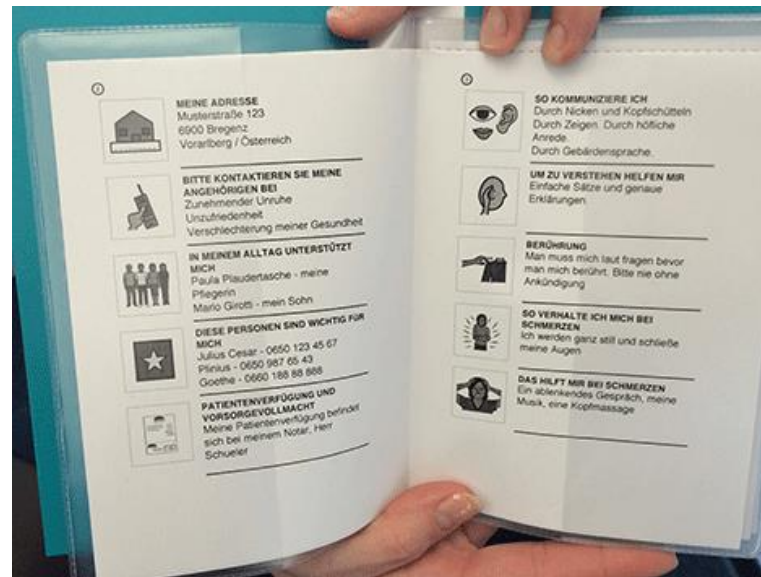 MEINE ADRESSE
Musterstraße 123
6900 Bregenz
Vorarlberg / Österreich
BITTE KONTAKTIEREN SIE MEINE
ANGEHÖRIGEN BEI
Zunehmender Unruhe
Unzufriedenheit
Verschlechterung meiner Gesundheit
IN MEINEM ALLTAG UNTERSTÜTZT
MICH
Paula Plaudertasche - meine
Pflegerin
Mario Girotti - mein Sohn
DIESE PERSONEN SIND WICHTIG FÜR
MICH
Julius Cesar - 0650 123 45 67
Plinius - 0650 987 65 43
Goethe - 0660 188 88 888
PATIENTENVERFÜGUNG UND
VORSORGEVOLLMACHT
Meine Patientenverfügung befindet
sich bei meinem Notar, Herr
Schueler
SO KOMMUNIZIERE ICH
Durch Nicken und Kopfschütteln
Durch Zeigen. Durch höfliche
Anrede.
Durch Gebärdensprache.
UM ZU VERSTEHEN HELFEN MIR
Einfache Sätze und genaue
Erklärungen
BERÜHRUNG
Man muss mich laut fragen bevor
man mich berührt. Bitte nie ohne
Ankündigung
SO VERHALTE ICH MICH BEI
SCHMERZEN
Ich werden ganz still und schließe
meine Augen
DAS HILFT MIR BEI SCHMERZEN
Ein ablenkendes Gespräch, meine
Musik, eine Kopfmassage